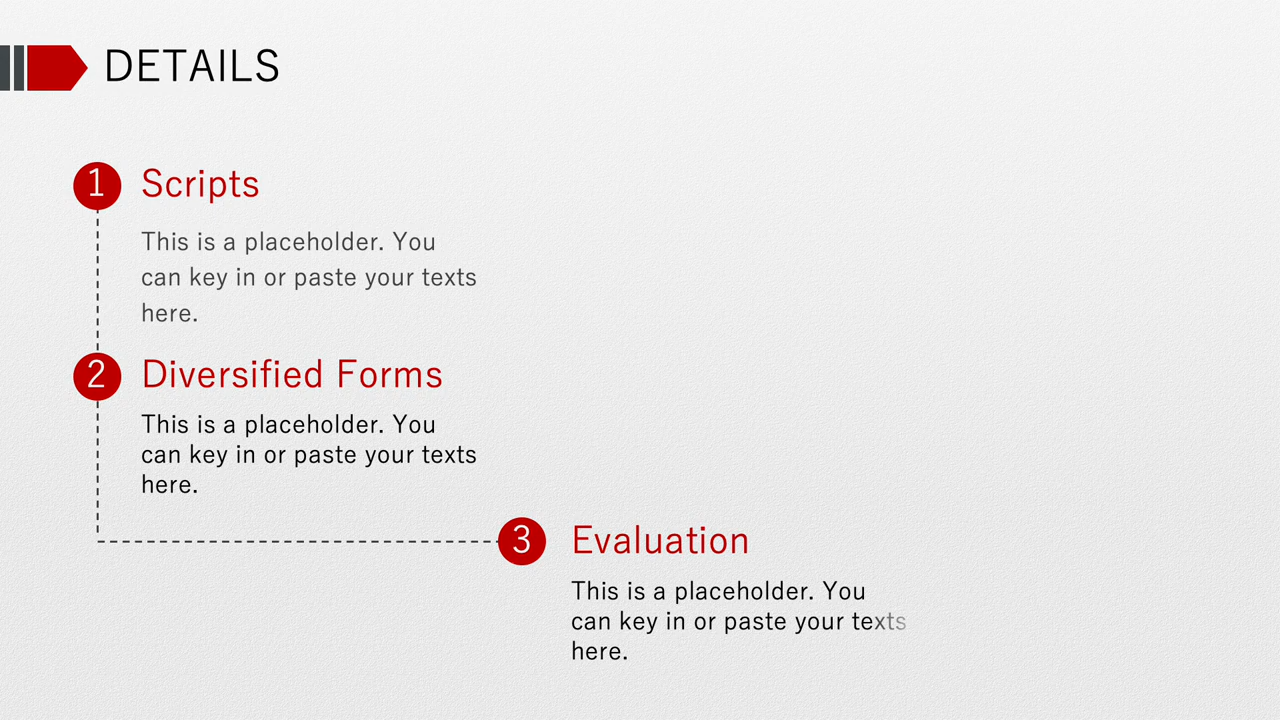 DETAILS
1 Scripts
This is a placeholder. You
can key in or paste your texts
here.
2 Diversified Forms
This is a placeholder. You
can key in or paste your texts
here.
3 Evaluation
This is a placeholder. You
can key in or paste your texts
here.